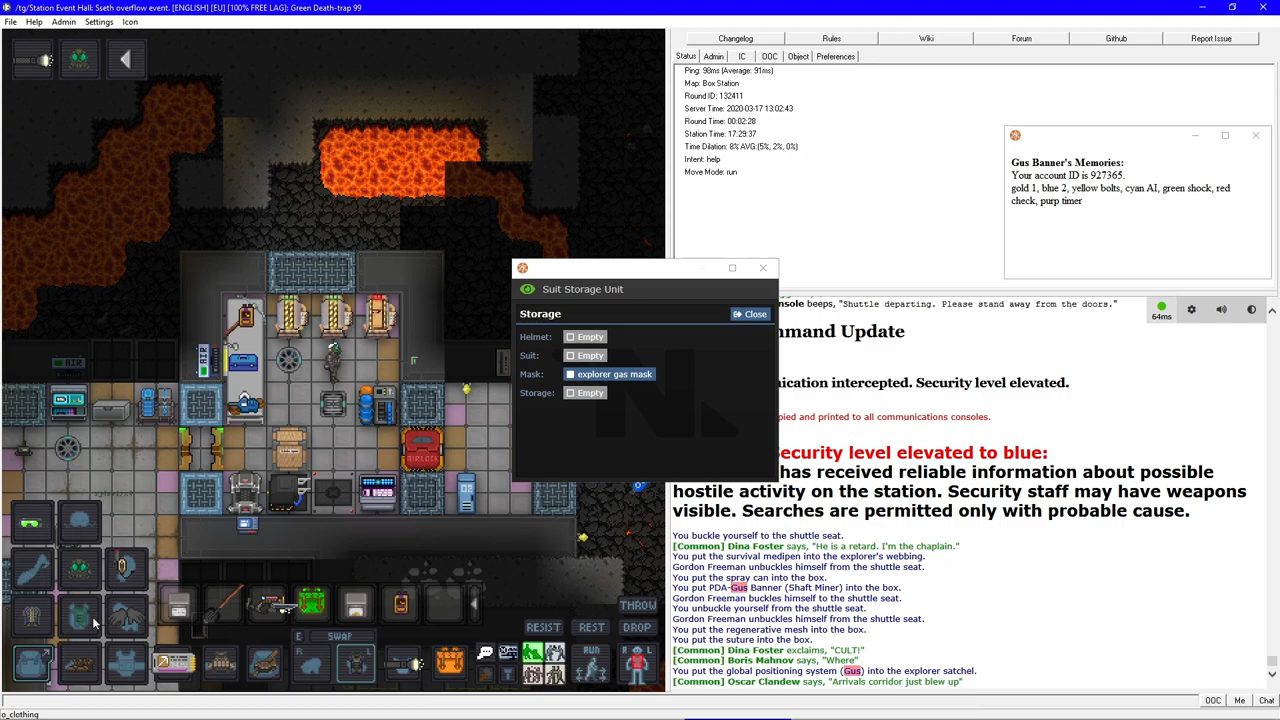 /tg/Station Event Hall: Sseth overflow event. [ENGLISH] [EU] [100% FREE LAG]: Green Death-trap 99
File Help Admin Settings Icon
Changelog Rules Wiki Forum Github Report Issue
Status Admin IC OOC Object Preferences
Ping: 98ms (Average: 91ms)
Map: Box Station
Round ID: 132411
Server Time: 2020-03-17 13:02:43
Round Time: 00:02:28
Station Time: 17:29:37
Time Dilation: 8% AVG:(5%, 2%, 0%)
Intent: help
Move Mode: run
Gus Banner's Memories:
Your account ID is 927365.
gold 1, blue 2, yellow bolts, cyan AI, green shock, red
check, purp timer
Suit Storage Unit
Storage
Close
Helmet: Empty
Suit: Empty
Mask: explorer gas mask
Storage: Empty
onsole beeps, "Shuttle departing. Please stand away from the doors."
64ms
mmand Update
ication intercepted. Security level elevated.
pied and printed to all communications consoles.
ecurity level elevated to blue:
has received reliable information about possible
hostile activity on the station. Security staff may have weapons
visible. Searches are permitted only with probable cause.
You buckle yourself to the shuttle seat.
[Common] Dina Foster says, "He is a retard. I'm the chaplain."
You put the survival medipen into the explorer's webbing.
Gordon Freeman unbuckles himself from the shuttle seat.
You put the spray can into the box.
You put PDA-Gus Banner (Shaft Miner) into the box.
Gordon Freeman buckles himself to the shuttle seat.
You unbuckle yourself from the shuttle seat.
Gordon Freeman unbuckles himself from the shuttle seat.
You put the regenerative mesh into the box.
You put the suture into the box.
[Common] Dina Foster exclaims, "CULT!"
[Common] Boris Mahnov says, "Where"
You put the global positioning system (Gus) into the explorer satchel.
[Common] Oscar Clandew says, "Arrivals corridor just blew up"
AIR
AIRLOCK
THROW
RESIST REST DROP
E SWAP
R L
RUN
OOC Me Chat
o_clothing